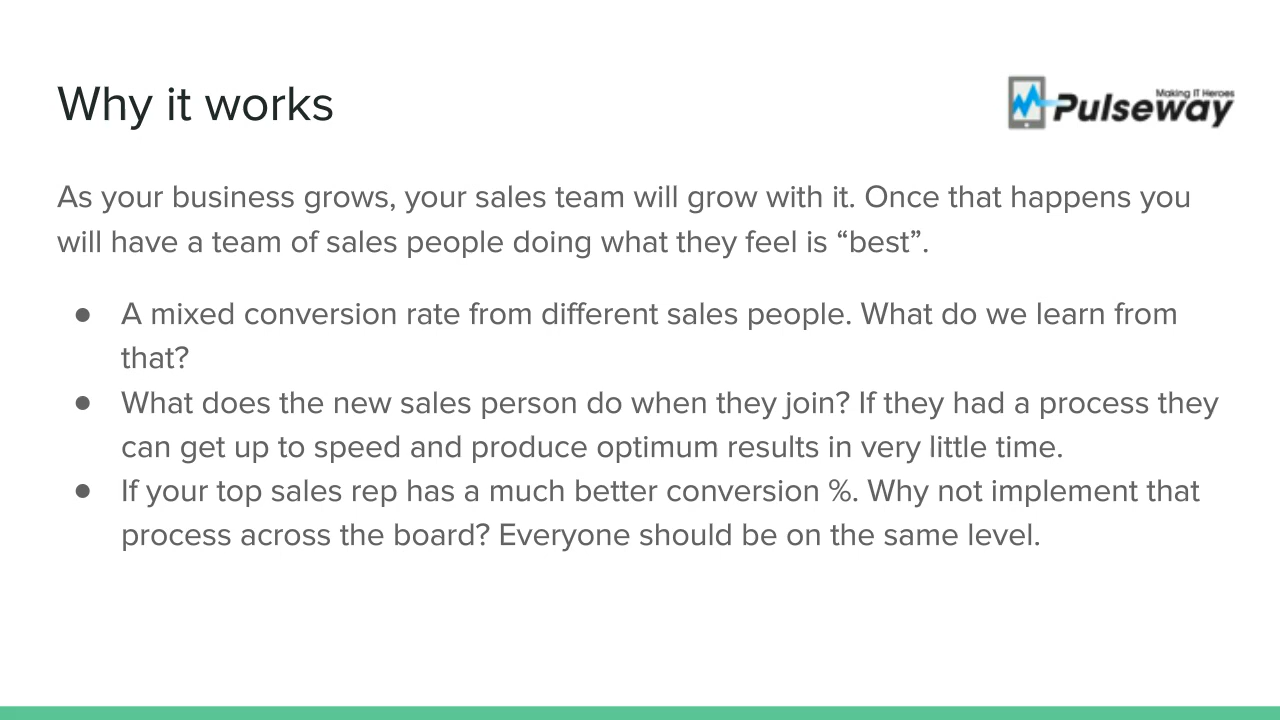 Why it works
Making IT Heroes
Pulseway
As your business grows, your sales team will grow with it. Once that happens you
will have a team of sales people doing what they feel is “best”.
● A mixed conversion rate from different sales people. What do we learn from
that?
● What does the new sales person do when they join? If they had a process they
can get up to speed and produce optimum results in very little time.
● If your top sales rep has a much better conversion %. Why not implement that
process across the board? Everyone should be on the same level.